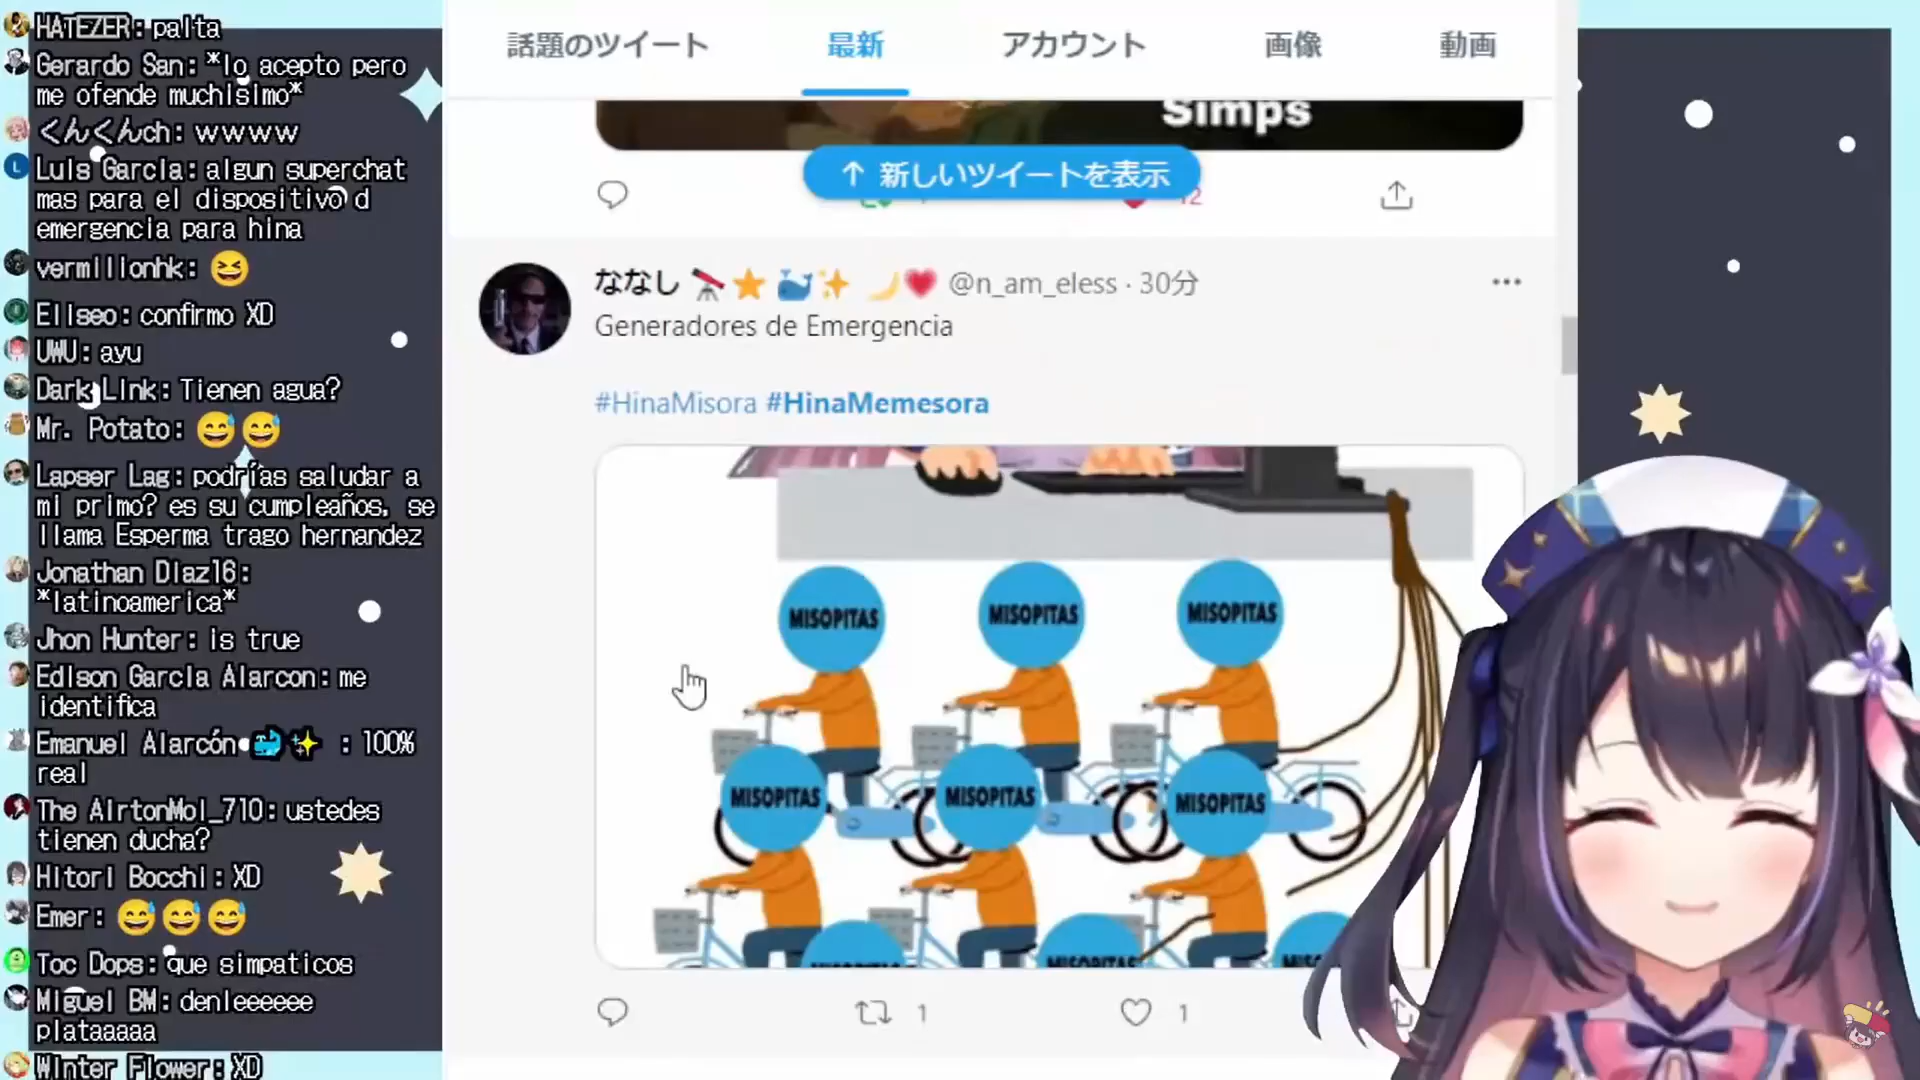 HATEZER: palta
Gerardo San: *lo acepto pero
me ofende muchisimo*
くんくんch: wwww
Luis Garcia: algun superchat
mas para el dispositivo d
emergencia para hina
vermilionhk: 😆
Eliseo: confirmo XD
UWU: ayu
Dark Link: Tienen agua?
Mr. Potato: 😅😅
Lapser Lag: podrías saludar a
mi primo? es su cumpleaños, se
llama Esperma trago hernandez
Jonathan Diaz16:
*latinoamerica*
Jhon Hunter: is true
Edison Garcia Alarcon: me
identifica
Emanuel Alarcón 🐳✨ : 100%
real
The AirtonMol_710: ustedes
tienen ducha?
Hitori Bocchi: XD
Emer: 😅😅😅
Toc Dops: que simpaticos
Miguel BM: denleeeeee
plataaaaa
Winter Flower: XD
話題のツイート 最新 アカウント 画像 動画
Simps
↑ 新しいツイートを表示
12
ななし 🔭⭐🐳✨ 🌙❤ @n_am_eless · 30分
Generadores de Emergencia
#HinaMisora #HinaMemesora
MISOPITAS MISOPITAS MISOPITAS
MISOPITAS MISOPITAS MISOPITAS
MISOPITAS
1 1